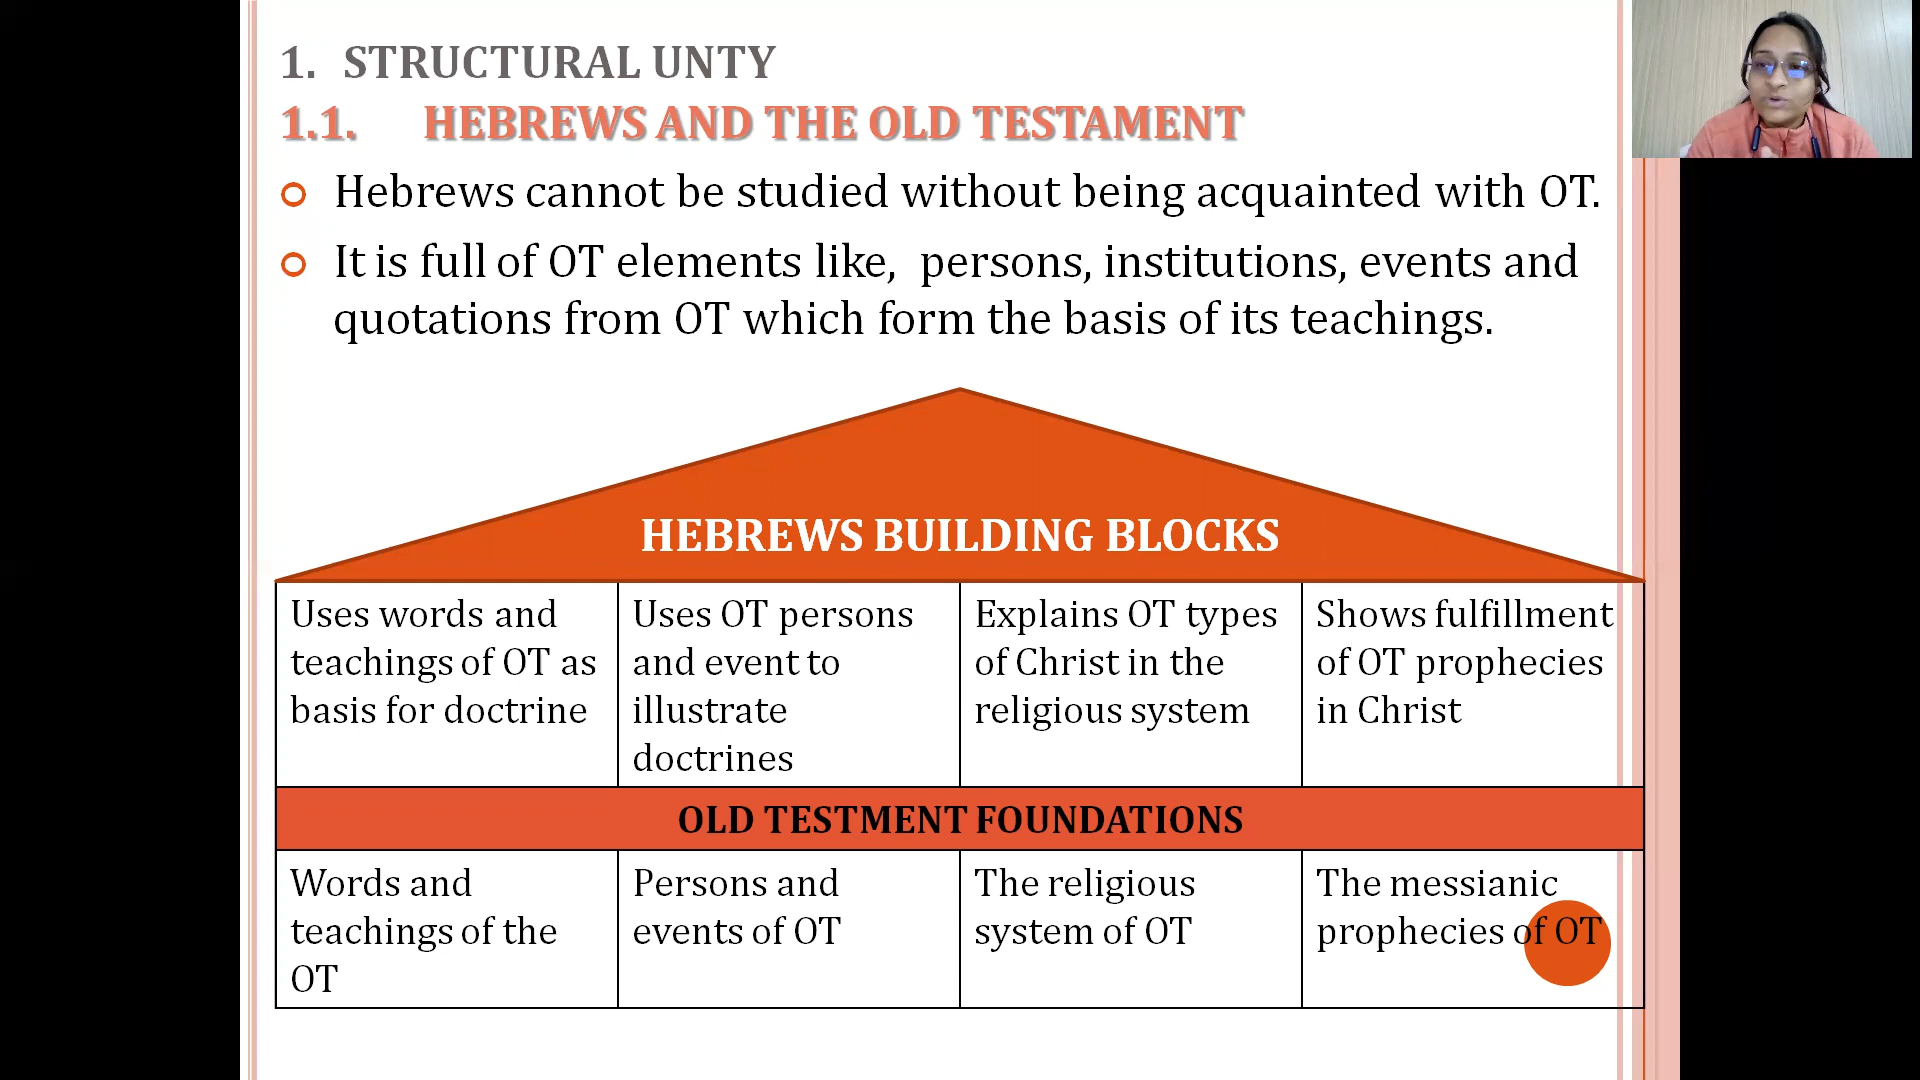 1. STRUCTURAL UNTY
1.1. HEBREWS AND THE OLD TESTAMENT
Hebrews cannot be studied without being acquainted with OT.
It is full of OT elements like, persons, institutions, events and
quotations from OT which form the basis of its teachings.
HEBREWS BUILDING BLOCKS
Uses words and
teachings of OT as
basis for doctrine
Uses OT persons
and event to
illustrate
doctrines
Explains OT types
of Christ in the
religious system
Shows fulfillment
of OT prophecies
in Christ
OLD TESTMENT FOUNDATIONS
Words and
teachings of the
OT
Persons and
events of OT
The religious
system of OT
The messianic
prophecies of OT